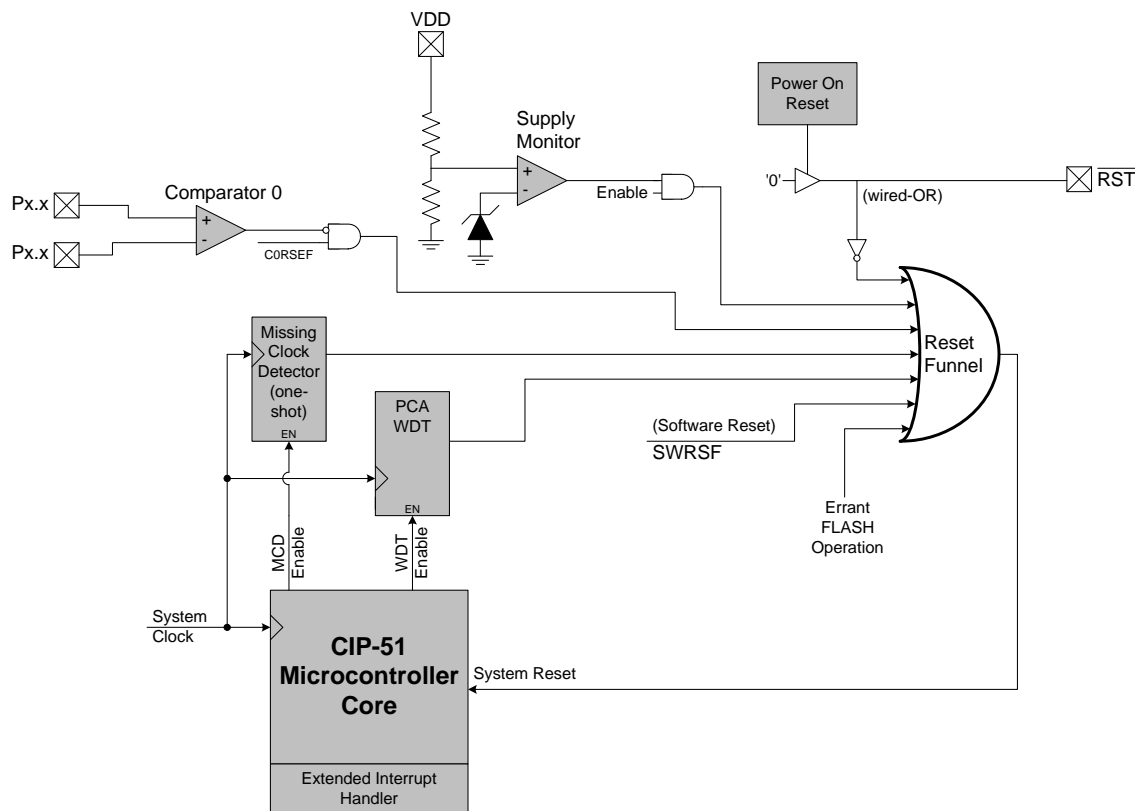 VDD
Power On
Reset
Supply
Monitor
+
-
Enable
'0'
RST
(wired-OR)
Comparator 0
Px.x
+
Px.x
-
C0RSEF
Missing
Clock
Detector
(one-
shot)
EN
PCA
WDT
EN
Reset
Funnel
(Software Reset)
SWRSF
Errant
FLASH
Operation
MCD
Enable
WDT
Enable
System
Clock
CIP-51
Microcontroller
Core
System Reset
Extended Interrupt
Handler